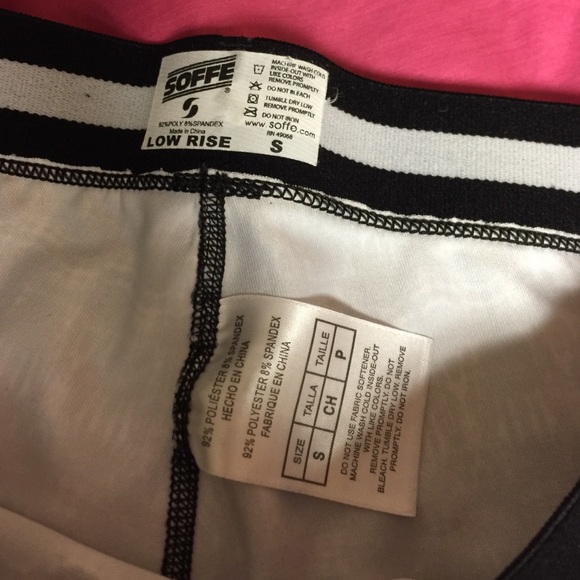 SOFFE
®
92%POLY 8%SPANDEX
Made in China
LOW RISE
MACHINE WASH COLD
INSIDE-OUT WITH
LIKE COLORS
REMOVE PROMPTLY
DO NOT BLEACH
TUMBLE DRY LOW
REMOVE PROMPTLY
DO NOT IRON
www.soffe.com
RN 49068
S
92% POLIÉSTER 8% SPANDEX
HECHO EN CHINA
92% POLYESTER 8% SPANDEX
FABRIQUE EN CHINA
SIZE TALLA TAILLE
S CH P
DO NOT USE FABRIC SOFTENER.
MACHINE WASH COLD INSIDE-OUT
WITH LIKE COLORS.
REMOVE PROMPTLY. DO NOT
BLEACH. TUMBLE DRY LOW. REMOVE
PROMPTLY. DO NOT IRON.